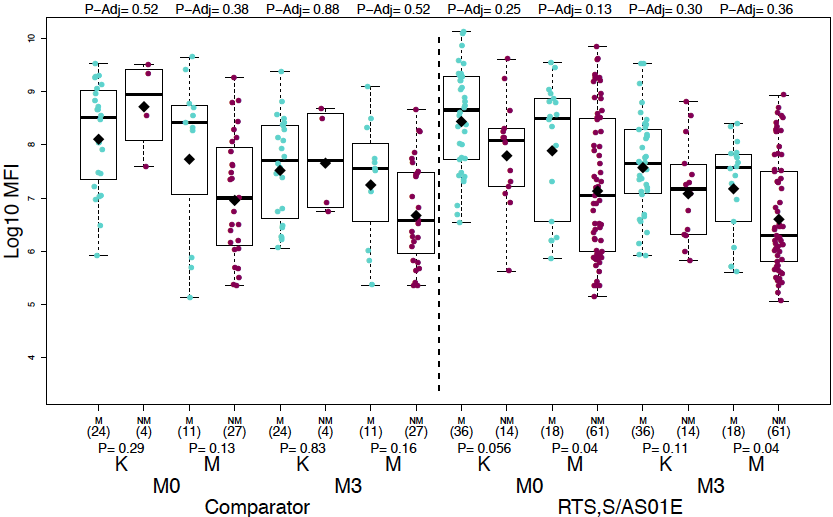 P-Adj= 0.52 P-Adj= 0.38 P-Adj= 0.88 P-Adj= 0.52 P-Adj= 0.25 P-Adj= 0.13 P-Adj= 0.30 P-Adj= 0.36
Log10 MFI
10
9
8
7
6
5
4
M NM M NM M NM M NM M NM M NM M NM M NM
(24) (4) (11) (27) (24) (4) (11) (27) (36) (14) (18) (61) (36) (14) (18) (61)
P= 0.29 P= 0.13 P= 0.83 P= 0.16 P= 0.056 P= 0.04 P= 0.11 P= 0.04
K M K M K M K M
M0 M3 M0 M3
Comparator RTS,S/AS01E